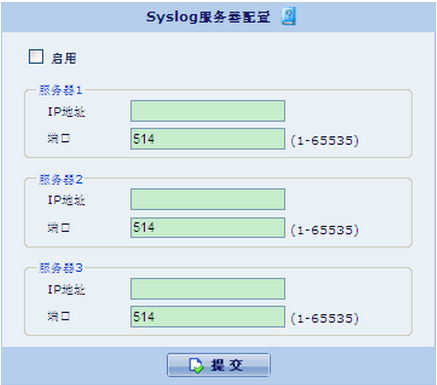 Syslog服务器配置
启用
服务器1
IP地址
端口 514 (1-65535)
服务器2
IP地址
端口 514 (1-65535)
服务器3
IP地址
端口 514 (1-65535)
提交